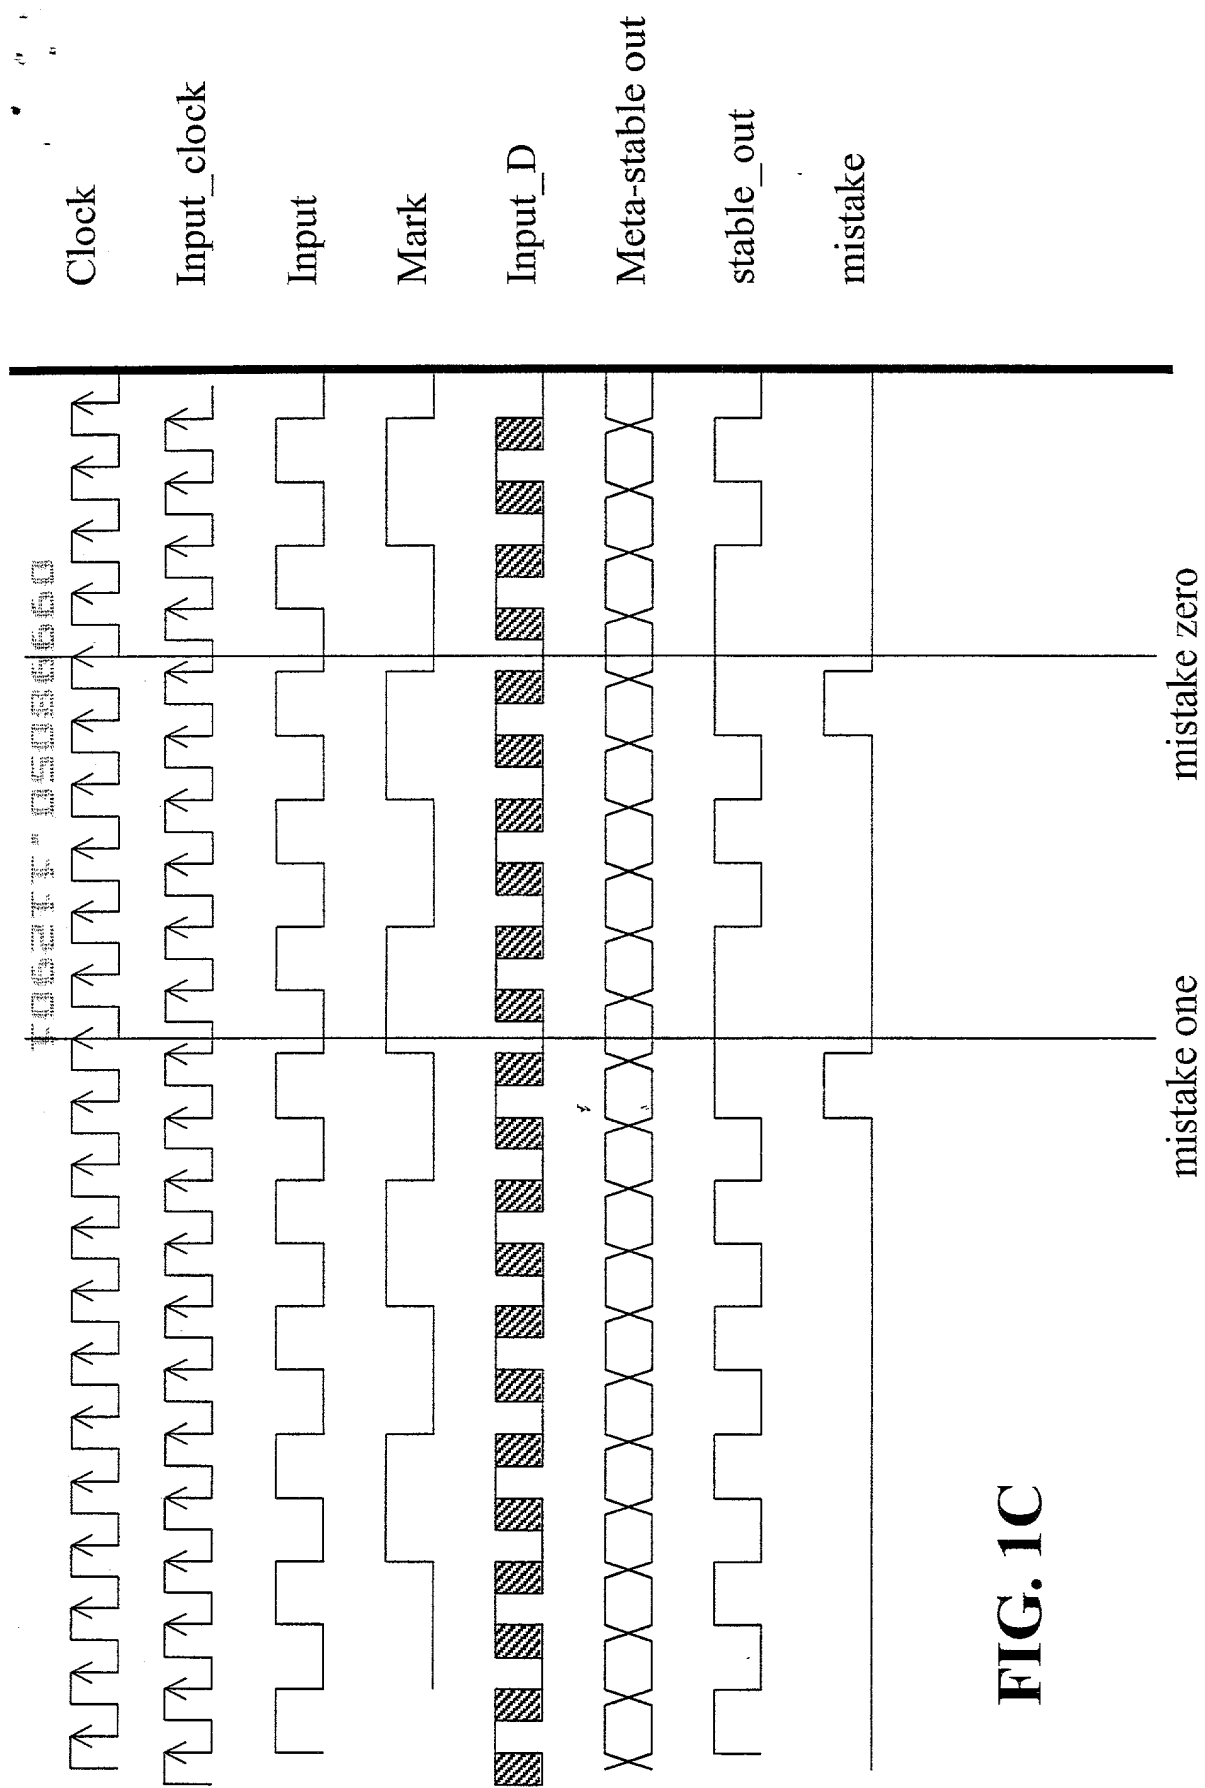 Clock
Input_clock
Input
Mark
Input_D
Meta-stable out
stable_out
mistake
mistake zero
mistake one
FIG. 1C